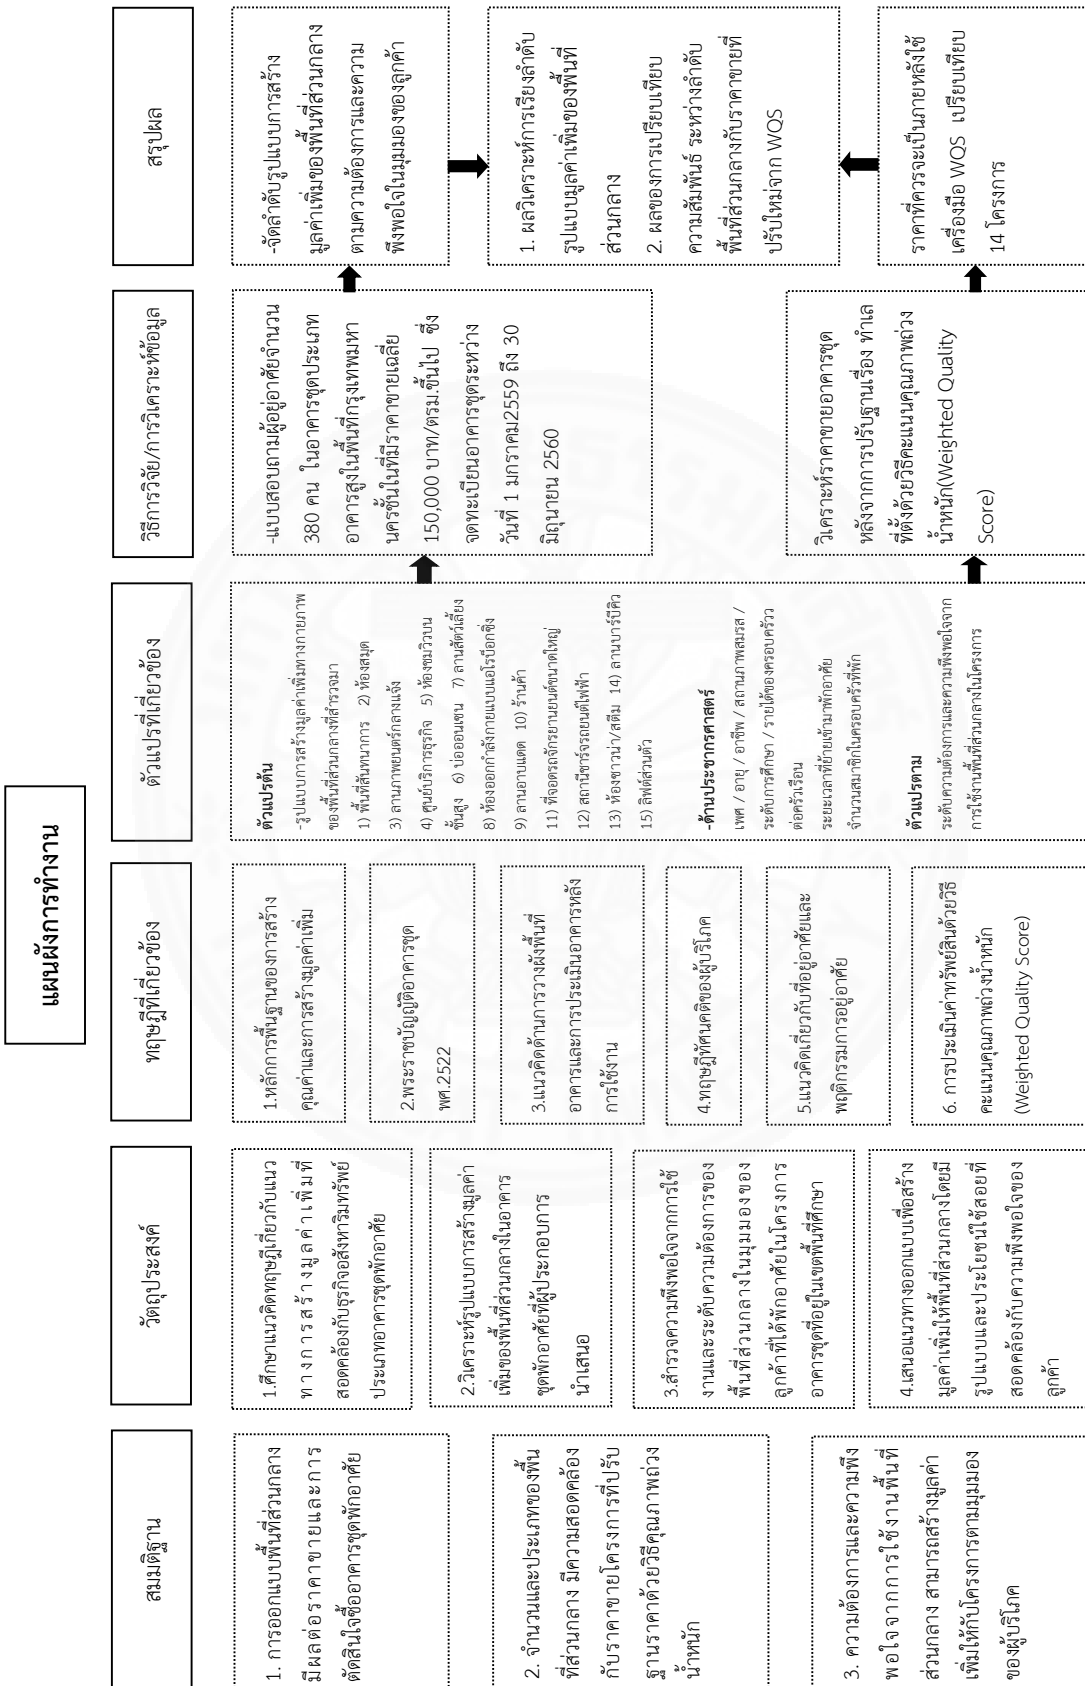 แผนผังการทำงาน
สมมติฐาน
1. การออกแบบพื้นที่ส่วนกลาง
มีผลต่อราคาขายและการ
ตัดสินใจซื้ออาคารชุดพักอาศัย
2. จำนวนและประเภทของพื้น
ที่ส่วนกลาง มีความสอดคล้อง
กับราคาขายโครงการที่ปรับ
ฐานราคาด้วยวิธีคุณภาพถ่วง
น้ำหนัก
3. ความต้องการและความพึง
พอใจจากการใช้งานพื้นที่
ส่วนกลาง สามารถสร้างมูลค่า
เพิ่มให้กับโครงการตามมุมมอง
ของผู้บริโภค
วัตถุประสงค์
1.ศึกษาแนวคิดทฤษฎีเกี่ยวกับแนว
ทางการสร้างมูลค่าเพิ่มที่
สอดคล้องกับธุรกิจอสังหาริมทรัพย์
ประเภทอาคารชุดพักอาศัย
2.วิเคราะห์รูปแบบการสร้างมูลค่า
เพิ่มของพื้นที่ส่วนกลางในอาคาร
ชุดพักอาศัยที่ผู้ประกอบการ
นำเสนอ
3.สำรวจความพึงพอใจจากการใช้
งานและระดับความต้องการของ
พื้นที่ส่วนกลางในมุมมองของ
ลูกค้าที่ได้พักอาศัยในโครงการ
อาคารชุดที่อยู่ในเขตพื้นที่ศึกษา
4.เสนอแนวทางออกแบบเพื่อสร้าง
มูลค่าเพิ่มให้พื้นที่ส่วนกลางโดยมี
รูปแบบและประโยชน์ใช้สอยที่
สอดคล้องกับความพึงพอใจของ
ลูกค้า
ทฤษฎีที่เกี่ยวข้อง
1.หลักการพื้นฐานของการสร้าง
คุณค่าและการสร้างมูลค่าเพิ่ม
2.พระราชบัญญัติอาคารชุด
พศ.2522
3.แนวคิดด้านการวางผังพื้นที่
อาคารและการประเมินอาคารหลัง
การใช้งาน
4.ทฤษฎีทัศนคติของผู้บริโภค
5.แนวคิดเกี่ยวกับที่อยู่อาศัยและ
พฤติกรรมการอยู่อาศัย
6. การประเมินค่าทรัพย์สินด้วยวิธี
คะแนนคุณภาพถ่วงน้ำหนัก
(Weighted Quality Score)
ตัวแปรที่เกี่ยวข้อง
ตัวแปรต้น
-รูปแบบการสร้างมูลค่าเพิ่มทางกายภาพ
ของพื้นที่ส่วนกลางที่สำรวจมา
1) พื้นที่สันทนาการ 2) ห้องสมุด
3) ลานภาพยนตร์กลางแจ้ง
4) ศูนย์บริการธุรกิจ 5) ห้องชมวิวบน
ชั้นสูง 6) บ่อออนเซน 7) ลานสัตว์เลี้ยง
8) ห้องออกกำลังกายแบบแอโรบิอกซิ่ง
9) ลานอาบแดด 10) ร้านค้า
11) ที่จอดรถจักรยานยนต์ขนาดใหญ่
12) สถานีชาร์จรถยนต์ไฟฟ้า
13) ห้องซาวน่า/สตีม 14) ลานบาร์บีคิว
15) ลิฟต์ส่วนตัว
-ด้านประชากรศาสตร์
เพศ / อายุ / อาชีพ / สถานภาพสมรส /
ระดับการศึกษา / รายได้ของครอบครัวว
ต่อครัวเรือน
ระยะเวลาที่ย้ายเข้ามาพักอาศัย
จำนวนสมาชิกในครอบครัวที่พัก
ตัวแปรตาม
ระดับความต้องการและความพึงพอใจจาก
การใช้งานพื้นที่ส่วนกลางในโครงการ
วิธีการวิจัย/การวิเคราะห์ข้อมูล
-แบบสอบถามผู้อยู่อาศัยจำนวน
380 คน ในอาคารชุดประเภท
อาคารสูงในพื้นที่กรุงเทพมหา
นครชั้นในที่มีราคาขายเฉลี่ย
150,000 บาท/ตรม.ขึ้นไป ซึ่ง
จดทะเบียนอาคารชุดระหว่าง
วันที่ 1 มกราคม2559 ถึง 30
มิถุนายน 2560
วิเคราะห์ราคาขายอาคารชุด
หลังจากการปรับฐานเรื่อง ทำเล
ที่ตั้งด้วยวิธีคะแนนคุณภาพถ่วง
น้ำหนัก(Weighted Quality
Score)
สรุปผล
-จัดลำดับรูปแบบการสร้าง
มูลค่าเพิ่มของพื้นที่ส่วนกลาง
ตามความต้องการและความ
พึงพอใจในมุมมองของลูกค้า
1. ผลวิเคราะห์การเรียงลำดับ
รูปแบบมูลค่าเพิ่มของพื้นที่
ส่วนกลาง
2. ผลของการเปรียบเทียบ
ความสัมพันธ์ ระหว่างลำดับ
พื้นที่ส่วนกลางกับราคาขายที่
ปรับใหม่จาก WQS
ราคาที่ควรจะเป็นภายหลังใช้
เครื่องมือ WQS เปรียบเทียบ
14 โครงการ